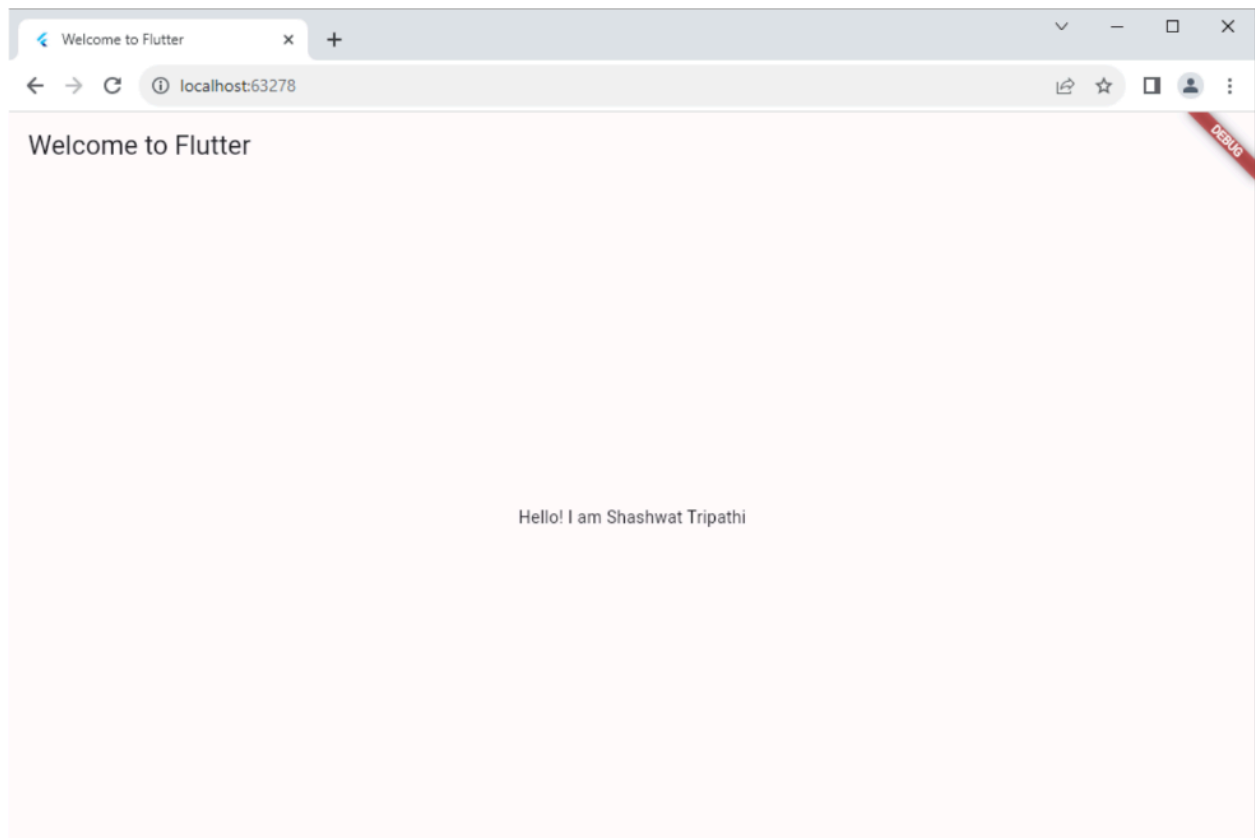 Welcome to Flutter
localhost:63278
Welcome to Flutter
DEBUG
Hello! I am Shashwat Tripathi